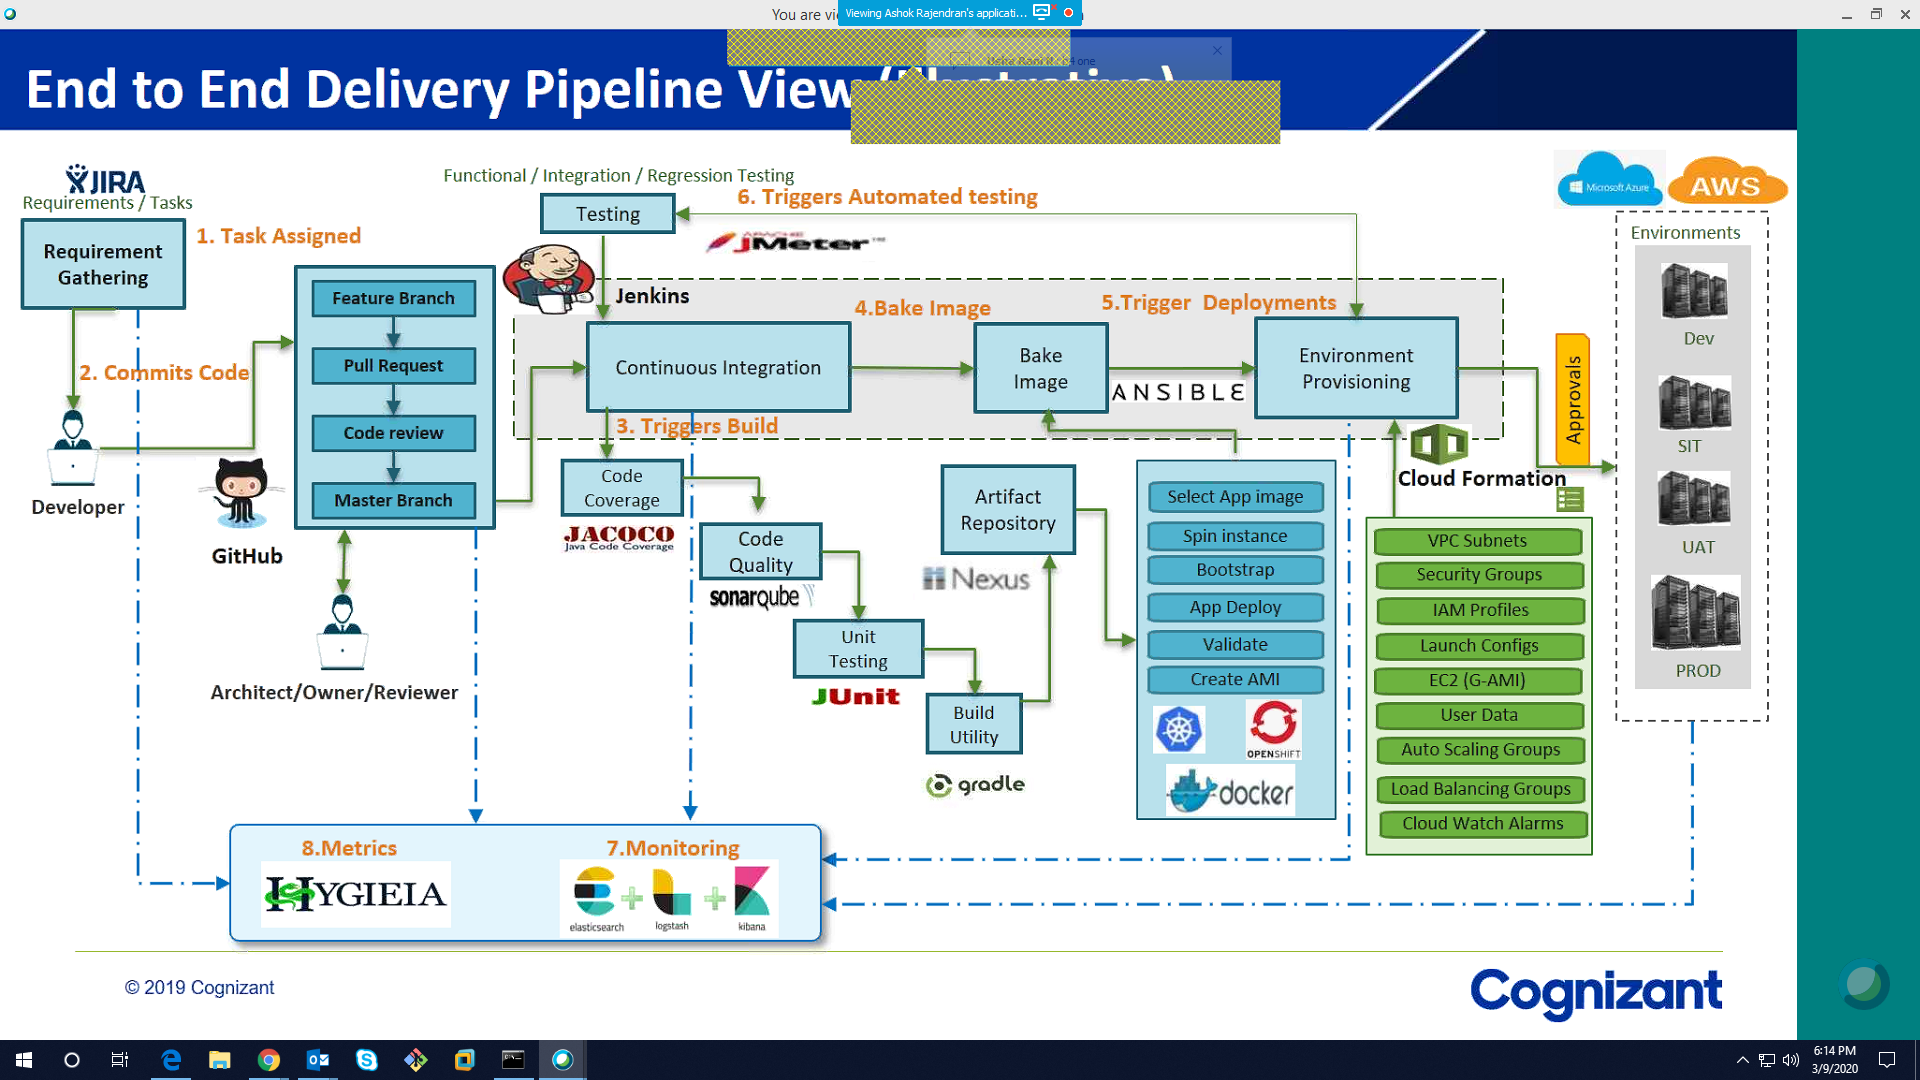 You are vi
Viewing Ashok Rajendran's applicati...
End to End Delivery Pipeline View
JIRA
Requirements / Tasks
Requirement
Gathering
1. Task Assigned
2. Commits Code
Developer
GitHub
Feature Branch
Pull Request
Code review
Master Branch
Architect/Owner/Reviewer
Functional / Integration / Regression Testing
6. Triggers Automated testing
Testing
APACHE
JMeter™
Jenkins
4.Bake Image
5.Trigger Deployments
Continuous Integration
Bake
Image
ANSIBLE
Environment
Provisioning
3. Triggers Build
Code
Coverage
JACOCO
Java Code Coverage
Code
Quality
sonarqube
Unit
Testing
JUnit
Build
Utility
gradle
Artifact
Repository
Nexus
Select App image
Spin instance
Bootstrap
App Deploy
Validate
Create AMI
OPENSHIFT
docker
Cloud Formation
VPC Subnets
Security Groups
IAM Profiles
Launch Configs
EC2 (G-AMI)
User Data
Auto Scaling Groups
Load Balancing Groups
Cloud Watch Alarms
Approvals
Microsoft Azure
AWS
Environments
Dev
SIT
UAT
PROD
8.Metrics
HYGIEIA
7.Monitoring
elasticsearch
logstash
kibana
© 2019 Cognizant
Cognizant
6:14 PM
3/9/2020